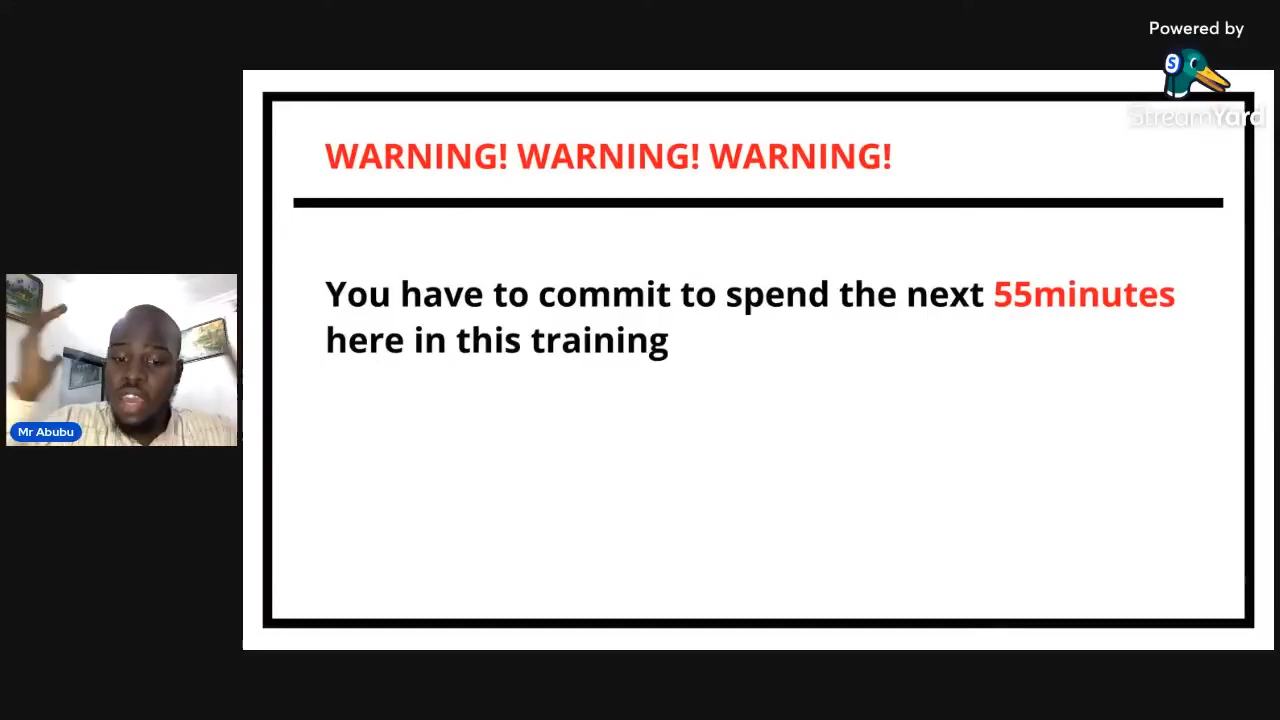 Powered by
StreamYard
WARNING! WARNING! WARNING!
You have to commit to spend the next 55minutes
here in this training
Mr Abubu